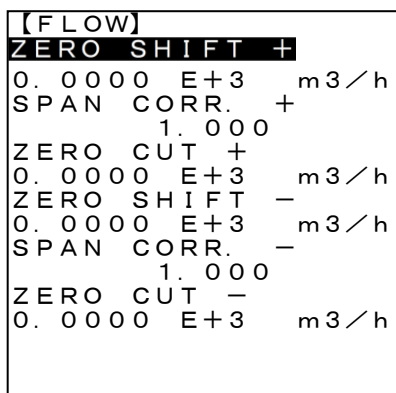 【FLOW】
ZERO SHIFT +
0.0000 E+3 m3/h
SPAN CORR. +
1.000
ZERO CUT +
0.0000 E+3 m3/h
ZERO SHIFT -
0.0000 E+3 m3/h
SPAN CORR. -
1.000
ZERO CUT -
0.0000 E+3 m3/h